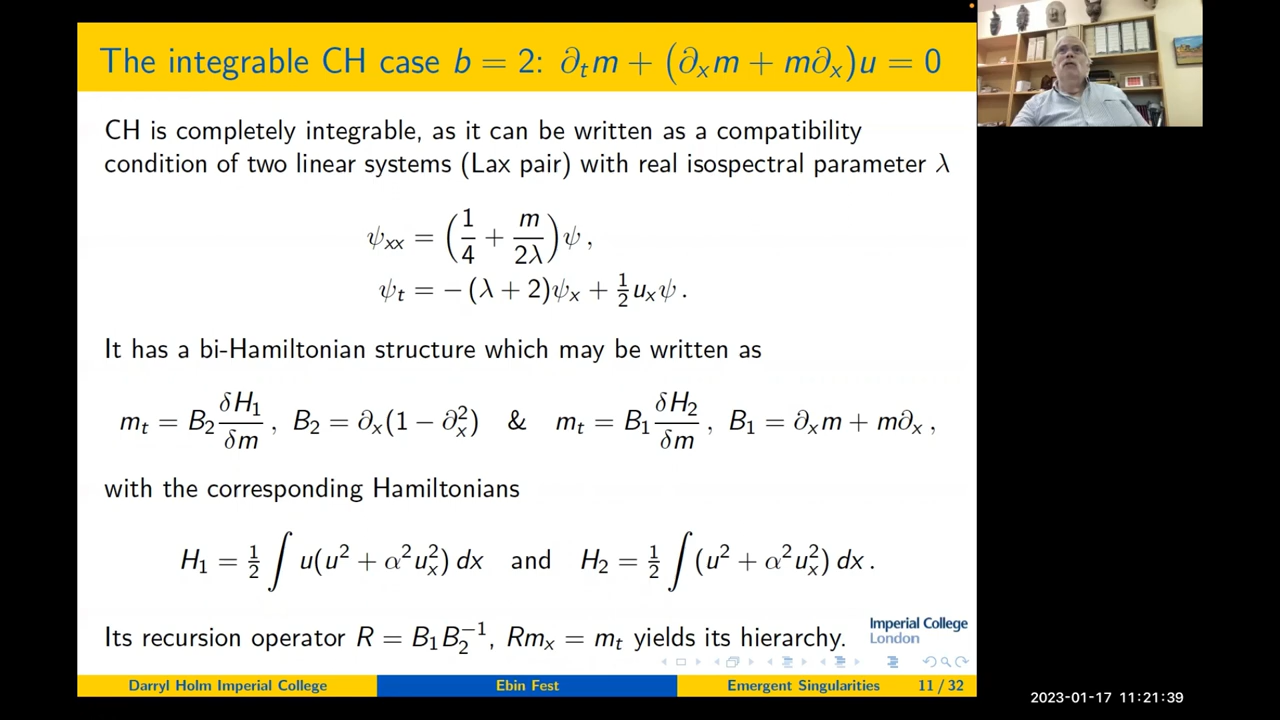 The integrable CH case b = 2: ∂ₜm + (∂ₓm + m∂ₓ)u = 0
CH is completely integrable, as it can be written as a compatibility
condition of two linear systems (Lax pair) with real isospectral parameter λ
ψₓₓ = (1/4 + m/2λ)ψ ,
ψₜ = −(λ + 2)ψₓ + ½uₓψ .
It has a bi-Hamiltonian structure which may be written as
mₜ = B₂ δH₁/δm , B₂ = ∂ₓ(1 − ∂ₓ²) & mₜ = B₁ δH₂/δm , B₁ = ∂ₓm + m∂ₓ ,
with the corresponding Hamiltonians
H₁ = ½ ∫ u(u² + α²uₓ²) dx and H₂ = ½ ∫ (u² + α²uₓ²) dx .
Its recursion operator R = B₁B₂⁻¹, Rmₓ = mₜ yields its hierarchy.
Imperial College
London
Darryl Holm Imperial College Ebin Fest Emergent Singularities 11 / 32
2023-01-17 11:21:39